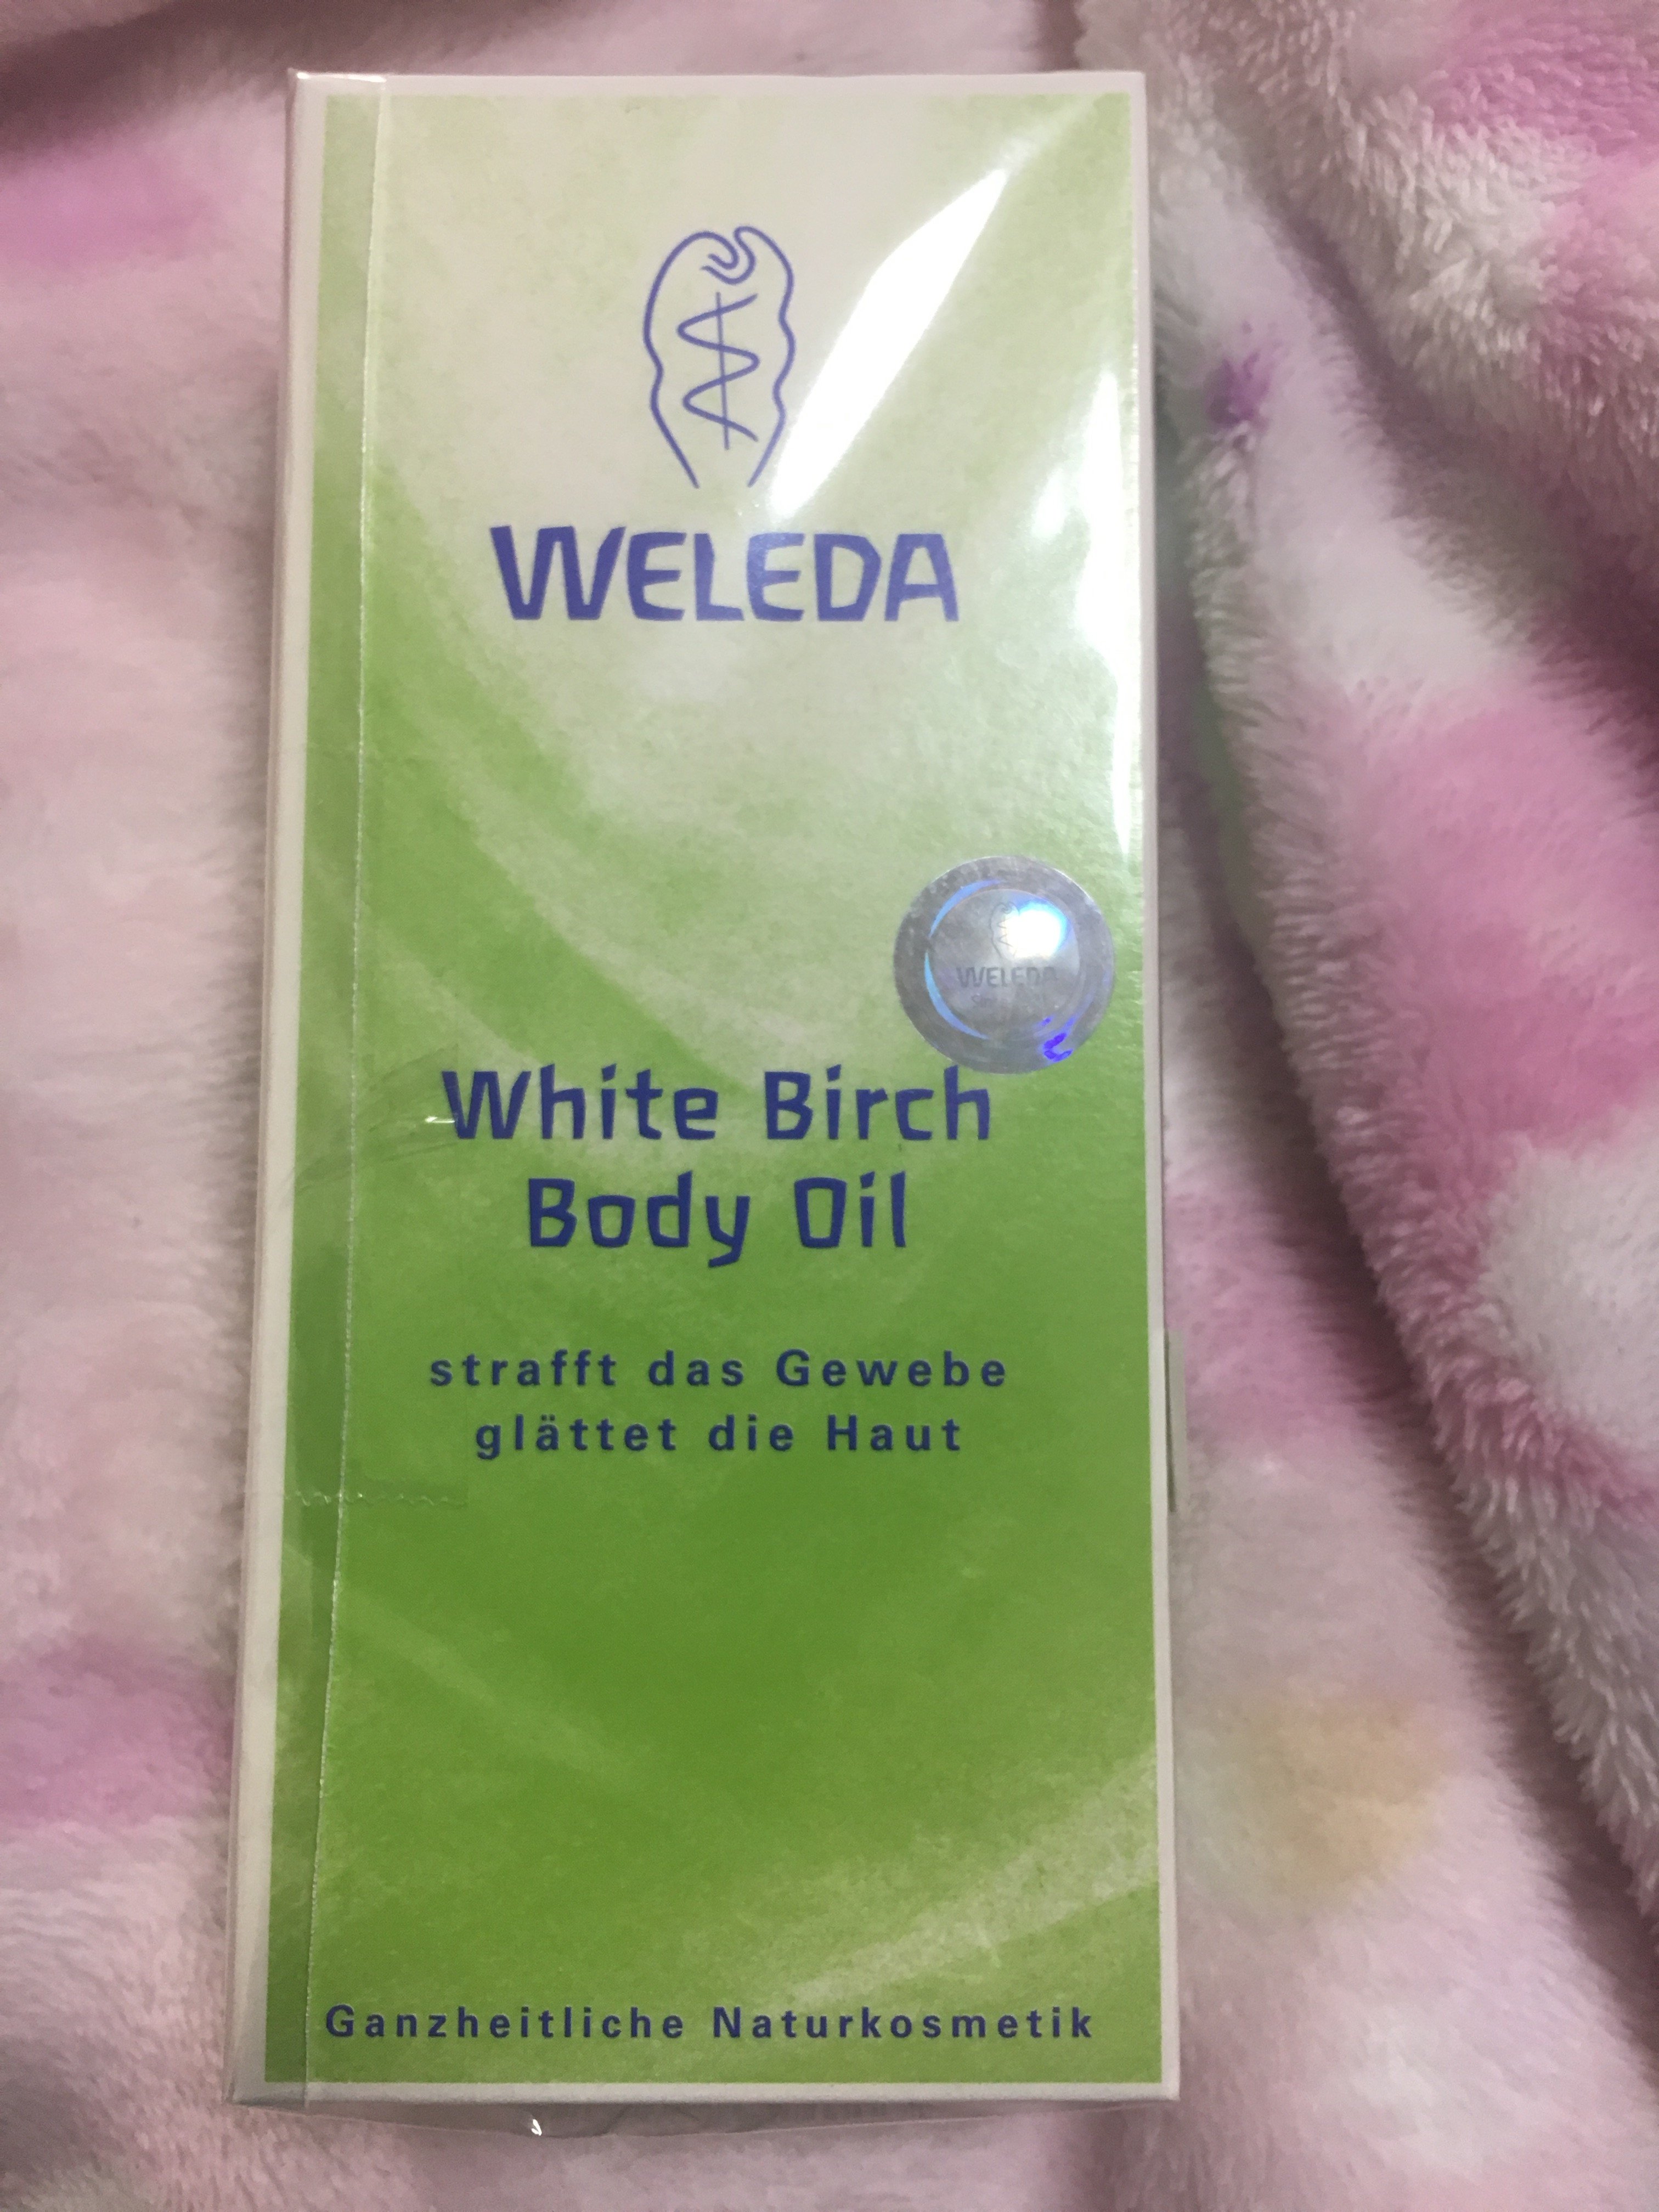 WELEDA
WELEDA
White Birch
Body Oil
strafft das Gewebe
glättet die Haut
Ganzheitliche Naturkosmetik